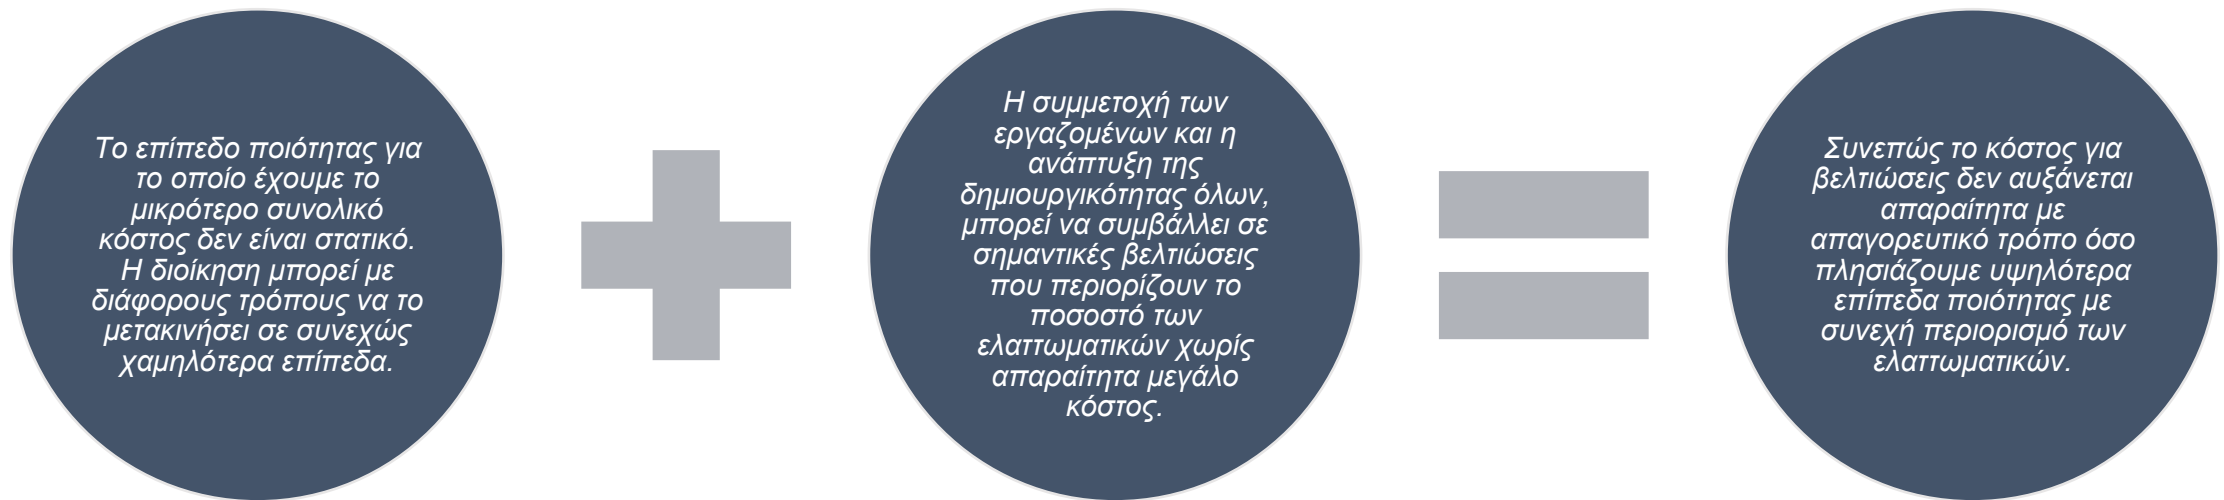 Το επίπεδο ποιότητας για
το οποίο έχουμε το
μικρότερο συνολικό
κόστος δεν είναι στατικό.
Η διοίκηση μπορεί με
διάφορους τρόπους να το
μετακινήσει σε συνεχώς
χαμηλότερα επίπεδα.
Η συμμετοχή των
εργαζομένων και η
ανάπτυξη της
δημιουργικότητας όλων,
μπορεί να συμβάλλει σε
σημαντικές βελτιώσεις
που περιορίζουν το
ποσοστό των
ελαττωματικών χωρίς
απαραίτητα μεγάλο
κόστος.
Συνεπώς το κόστος για
βελτιώσεις δεν αυξάνεται
απαραίτητα με
απαγορευτικό τρόπο όσο
πλησιάζουμε υψηλότερα
επίπεδα ποιότητας με
συνεχή περιορισμό των
ελαττωματικών.